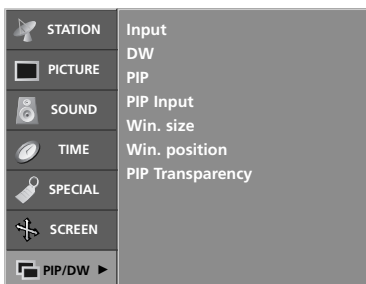 STATION
PICTURE
SOUND
TIME
SPECIAL
SCREEN
PIP/DW ►
Input
DW
PIP
PIP Input
Win. size
Win. position
PIP Transparency